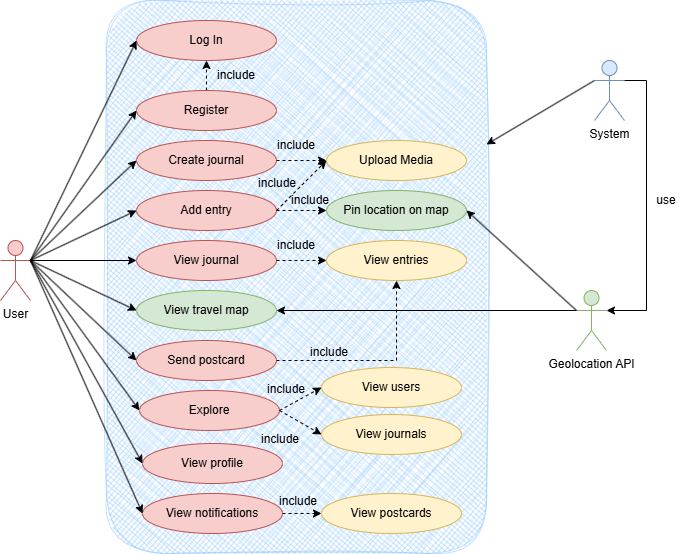 Log In
include
Register
System
Create journal
include
Upload Media
include
Add entry
include
Pin location on map
use
include
View journal
View entries
User
View travel map
Geolocation API
include
Send postcard
View users
include
Explore
View journals
include
View profile
include
View notifications
View postcards